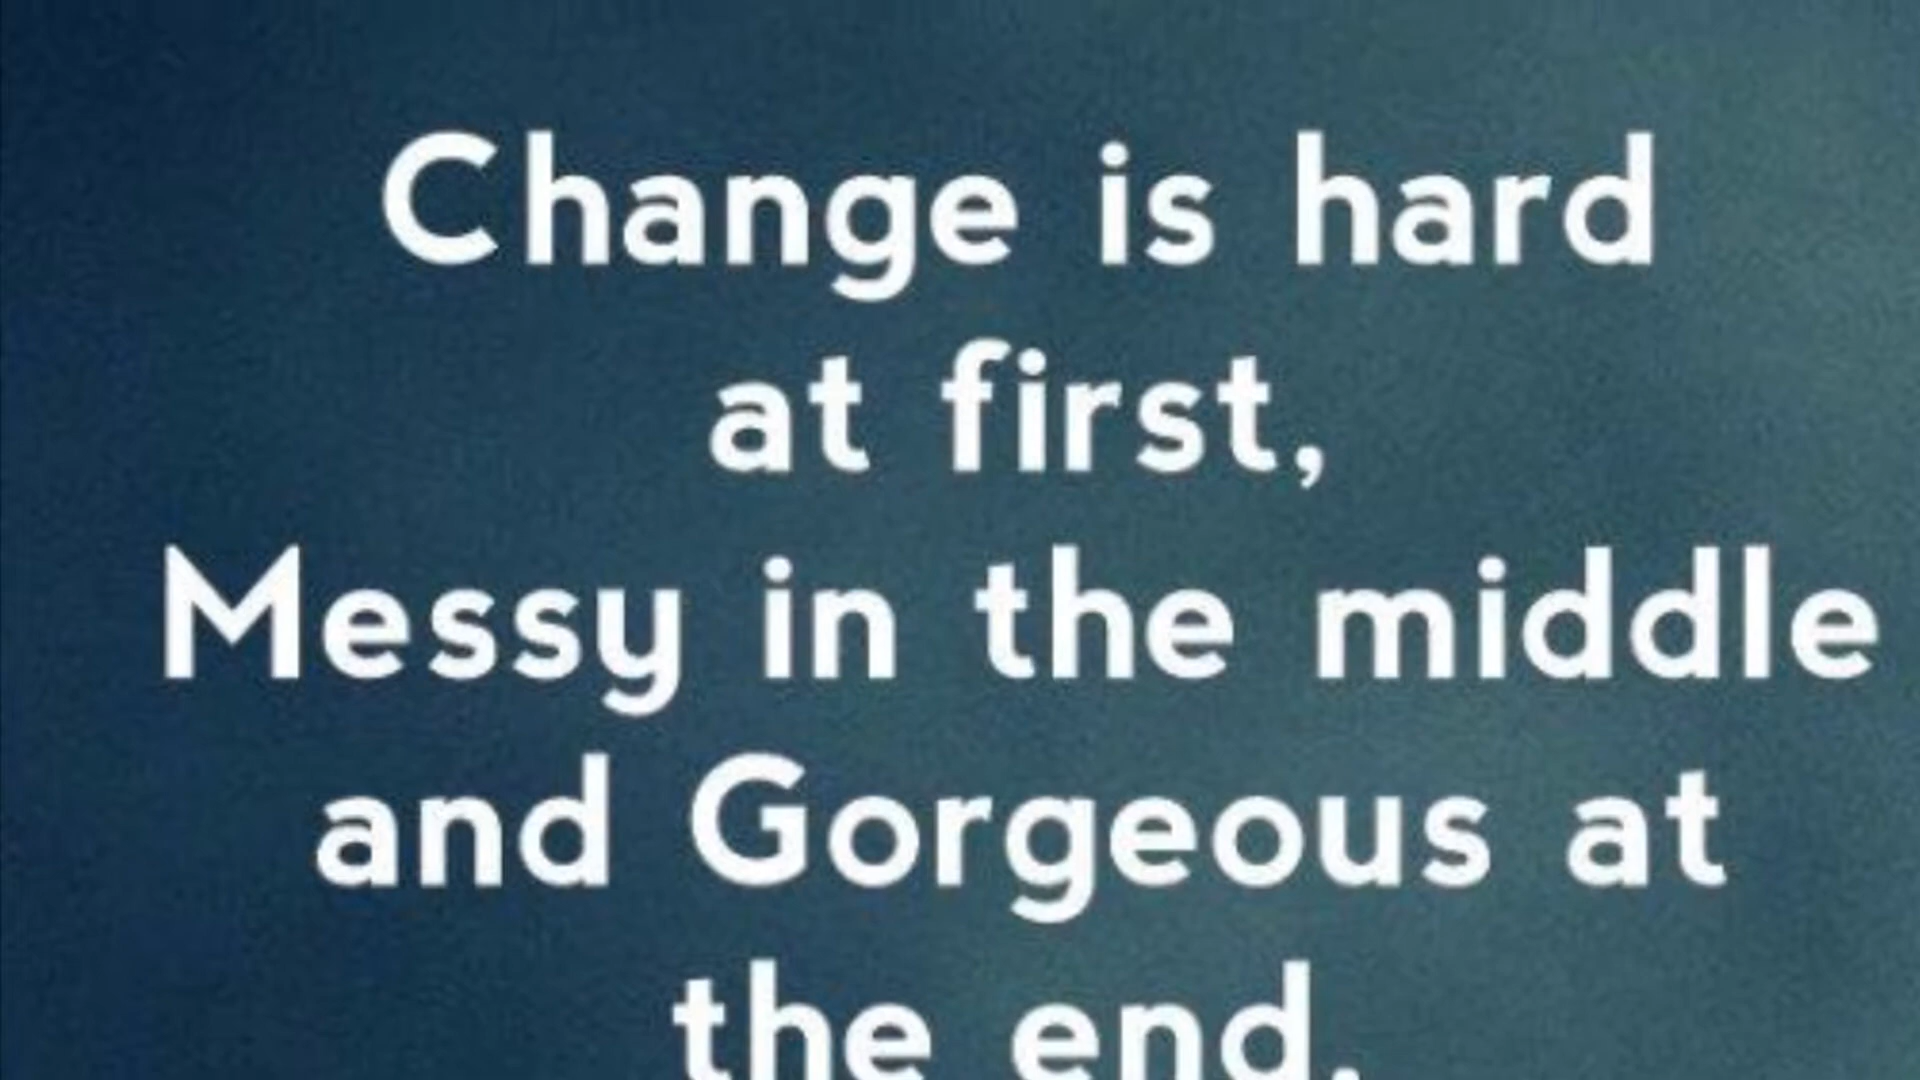 Change is hard
at first,
Messy in the middle
and Gorgeous at
the end.